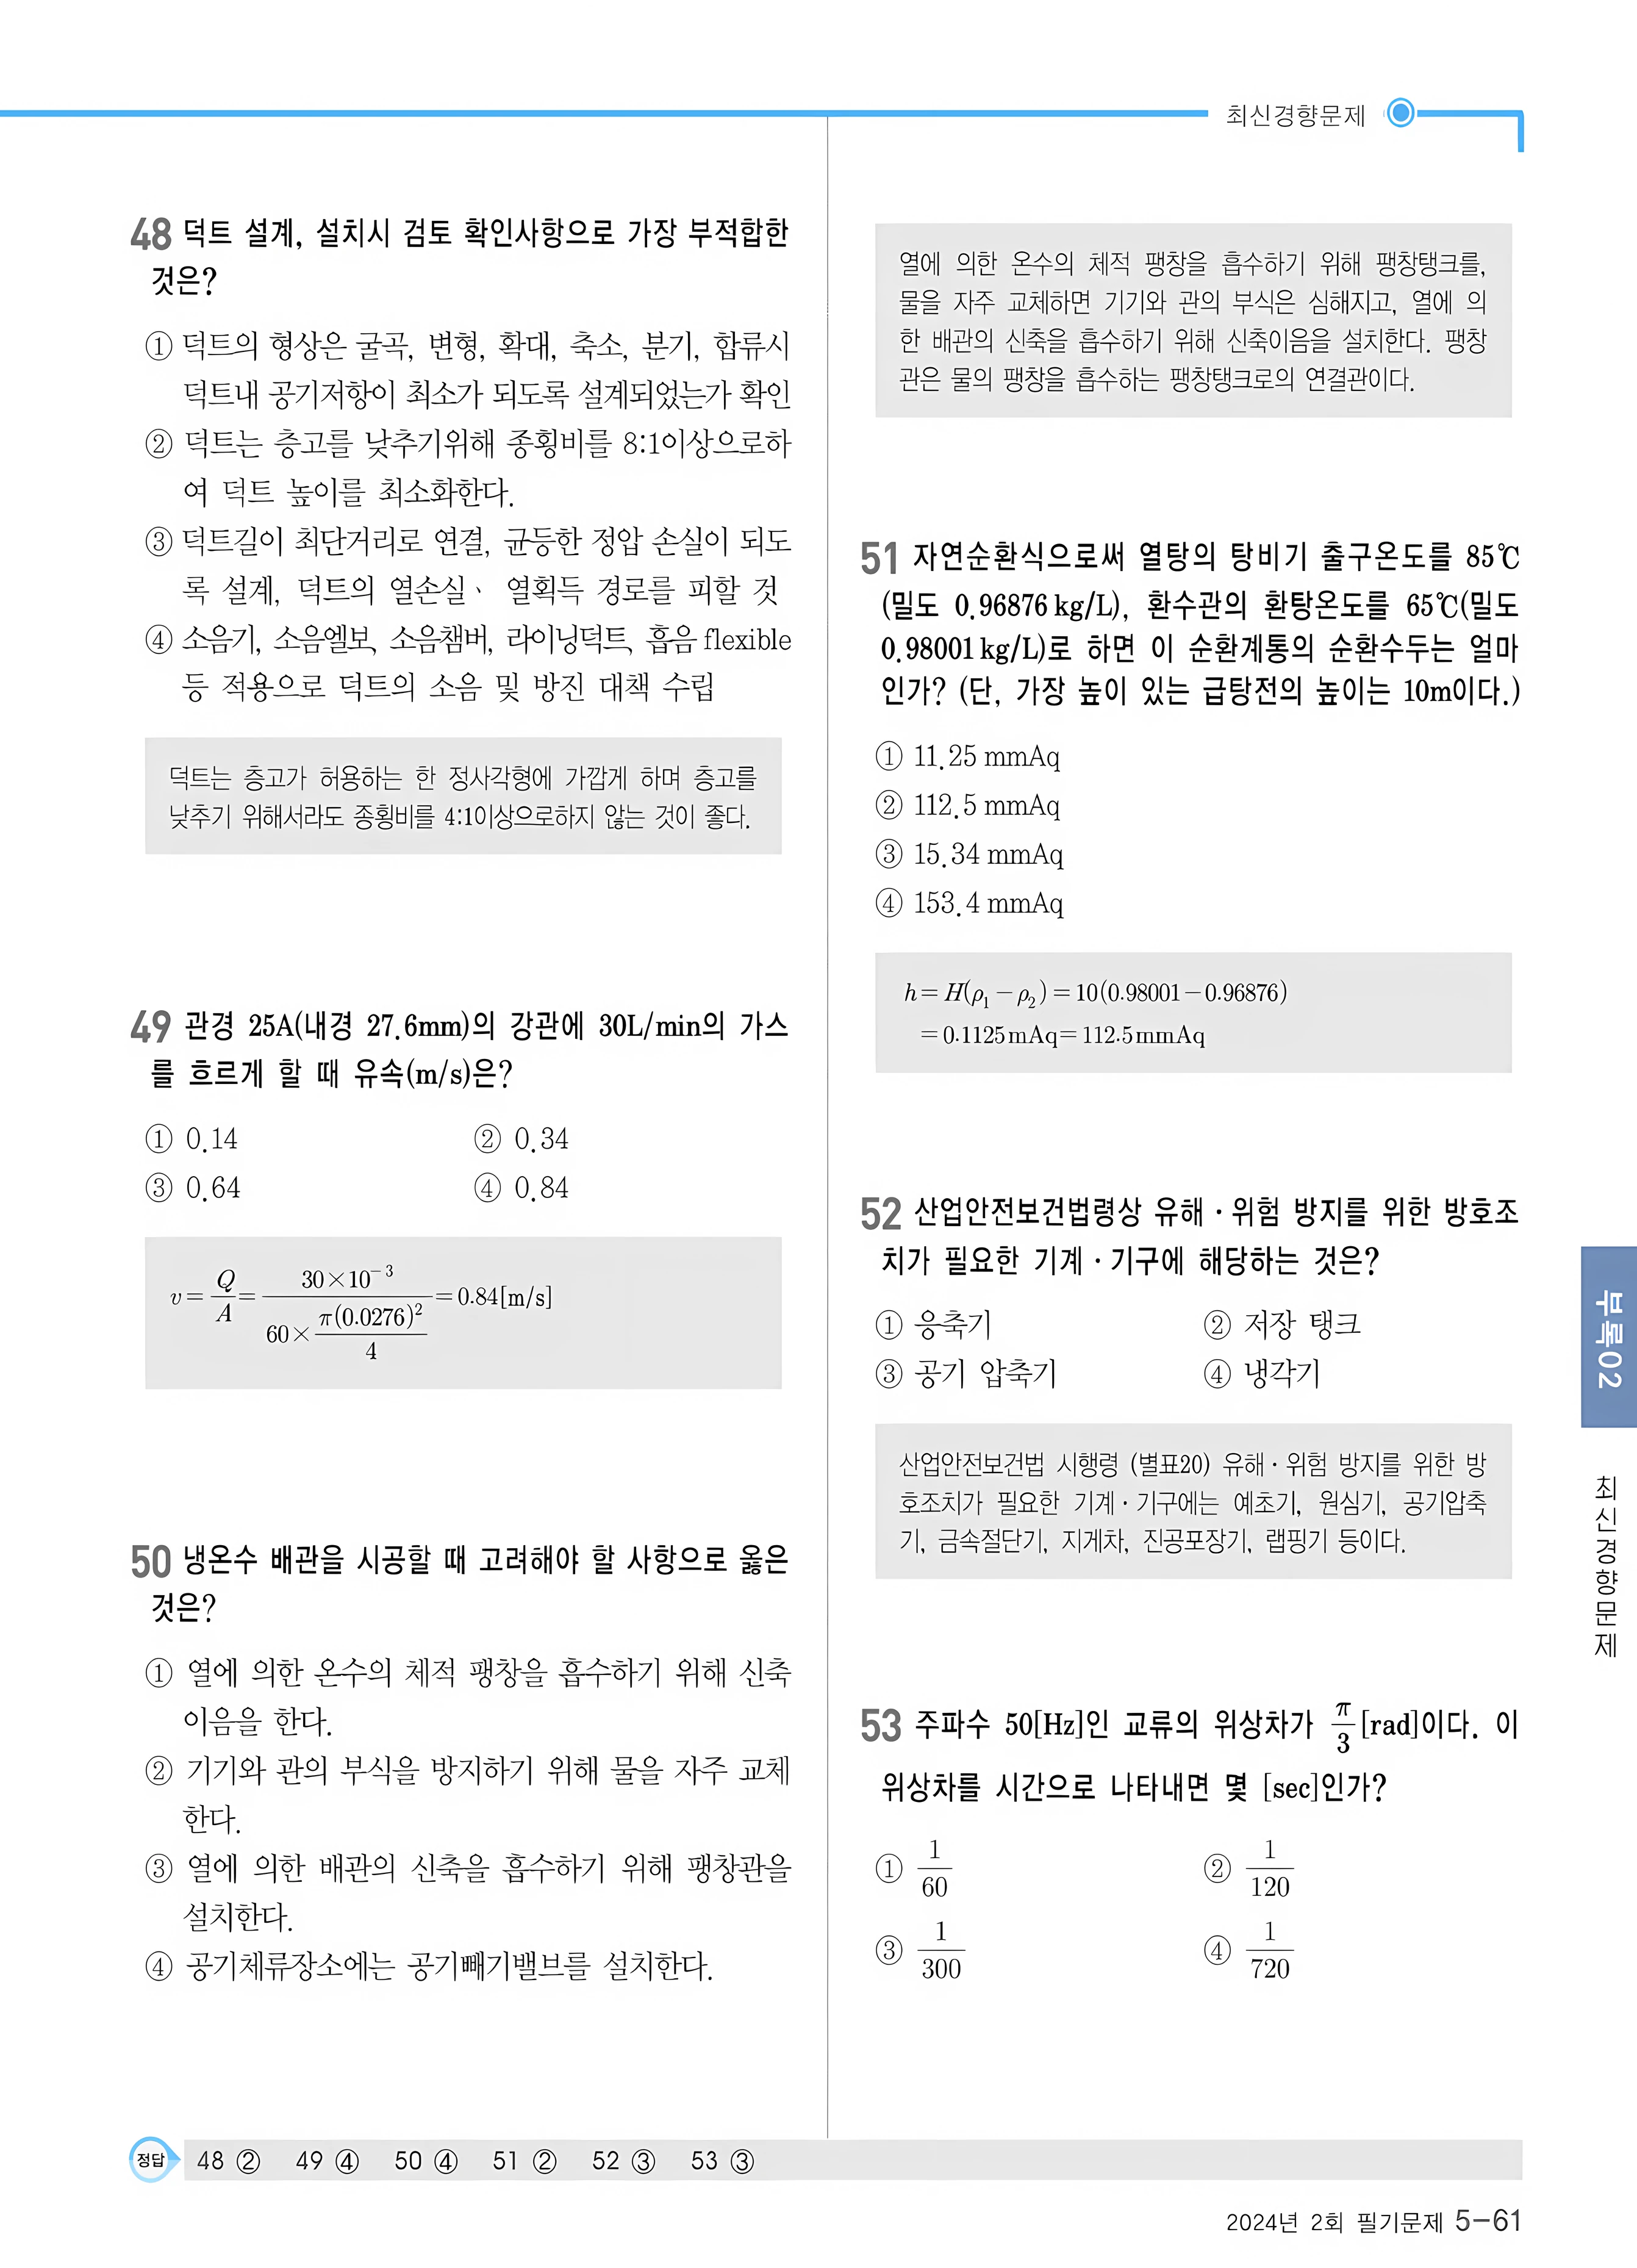 최신경향문제
48 덕트 설계, 설치시 검토 확인사항으로 가장 부적합한
것은?
① 덕트의 형상은 굴곡, 변형, 확대, 축소, 분기, 합류시
덕트내 공기저항이 최소가 되도록 설계되었는가 확인
② 덕트는 층고를 낮추기위해 종횡비를 8:1이상으로하
여 덕트 높이를 최소화한다.
③ 덕트길이 최단거리로 연결, 균등한 정압 손실이 되도
록 설계, 덕트의 열손실、 열획득 경로를 피할 것
④ 소음기, 소음엘보, 소음챔버, 라이닝덕트, 흡음 flexible
등 적용으로 덕트의 소음 및 방진 대책 수립
덕트는 층고가 허용하는 한 정사각형에 가깝게 하며 층고를
낮추기 위해서라도 종횡비를 4:1이상으로하지 않는 것이 좋다.
49 관경 25A(내경 27.6mm)의 강관에 30L/min의 가스
를 흐르게 할 때 유속(m/s)은?
① 0.14 ② 0.34
③ 0.64 ④ 0.84
v = Q/A = 30×10⁻³ / (60× π(0.0276)²/4) = 0.84[m/s]
50 냉온수 배관을 시공할 때 고려해야 할 사항으로 옳은
것은?
① 열에 의한 온수의 체적 팽창을 흡수하기 위해 신축
이음을 한다.
② 기기와 관의 부식을 방지하기 위해 물을 자주 교체
한다.
③ 열에 의한 배관의 신축을 흡수하기 위해 팽창관을
설치한다.
④ 공기체류장소에는 공기빼기밸브를 설치한다.
열에 의한 온수의 체적 팽창을 흡수하기 위해 팽창탱크를,
물을 자주 교체하면 기기와 관의 부식은 심해지고, 열에 의
한 배관의 신축을 흡수하기 위해 신축이음을 설치한다. 팽창
관은 물의 팽창을 흡수하는 팽창탱크로의 연결관이다.
51 자연순환식으로써 열탕의 탕비기 출구온도를 85℃
(밀도 0.96876 kg/L), 환수관의 환탕온도를 65℃(밀도
0.98001 kg/L)로 하면 이 순환계통의 순환수두는 얼마
인가? (단, 가장 높이 있는 급탕전의 높이는 10m이다.)
① 11.25 mmAq
② 112.5 mmAq
③ 15.34 mmAq
④ 153.4 mmAq
h = H(ρ₁ − ρ₂) = 10(0.98001 − 0.96876)
= 0.1125mAq = 112.5mmAq
52 산업안전보건법령상 유해·위험 방지를 위한 방호조
치가 필요한 기계·기구에 해당하는 것은?
① 응축기 ② 저장 탱크
③ 공기 압축기 ④ 냉각기
산업안전보건법 시행령 (별표20) 유해·위험 방지를 위한 방
호조치가 필요한 기계·기구에는 예초기, 원심기, 공기압축
기, 금속절단기, 지게차, 진공포장기, 랩핑기 등이다.
53 주파수 50[Hz]인 교류의 위상차가 π/3 [rad]이다. 이
위상차를 시간으로 나타내면 몇 [sec]인가?
① 1/60 ② 1/120
③ 1/300 ④ 1/720
부록02
최신경향문제
정답 48 ② 49 ④ 50 ④ 51 ② 52 ③ 53 ③
2024년 2회 필기문제 5-61